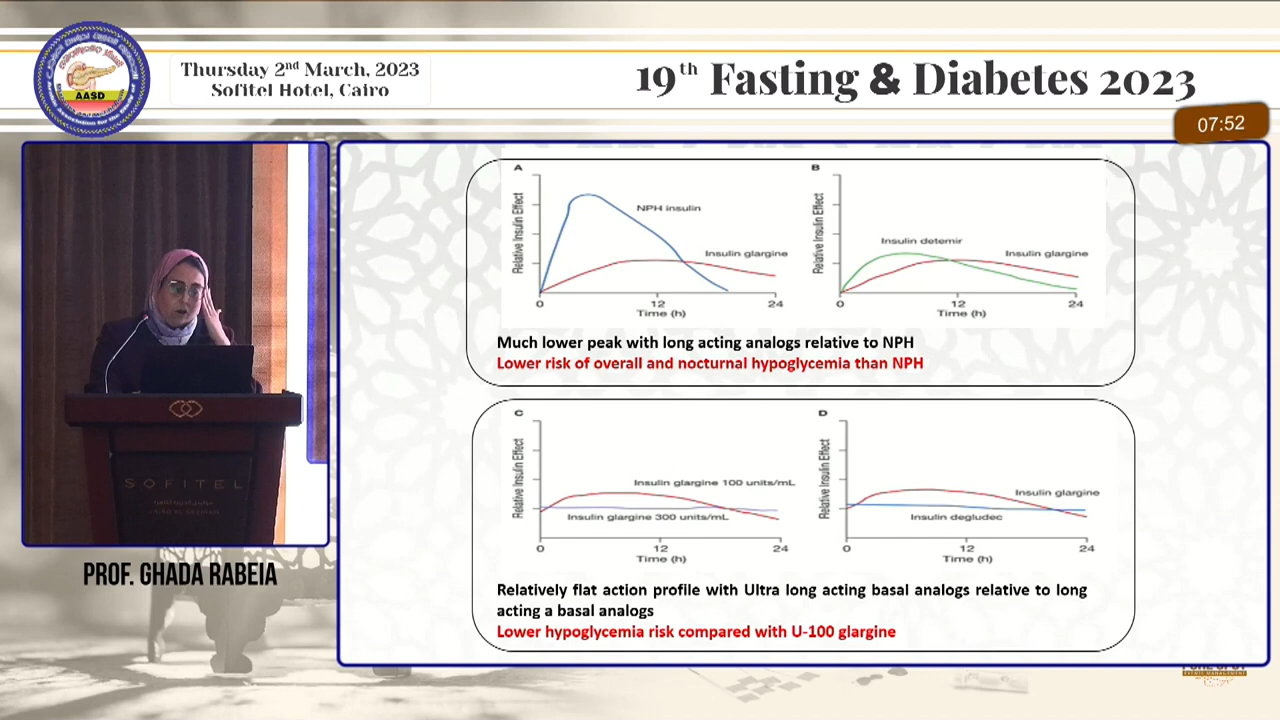 AASD
Thursday 2nd March, 2023
Sofitel Hotel, Cairo
19th Fasting & Diabetes 2023
07:52
A
Relative Insulin Effect
NPH insulin
Insulin glargine
0
12
24
Time (h)
B
Relative Insulin Effect
Insulin detemir
Insulin glargine
0
12
24
Time (h)
Much lower peak with long acting analogs relative to NPH
Lower risk of overall and nocturnal hypoglycemia than NPH
C
Relative Insulin Effect
Insulin glargine 100 units/mL
Insulin glargine 300 units/mL
0
12
24
Time (h)
D
Relative Insulin Effect
Insulin glargine
Insulin degludec
0
12
24
Time (h)
Relatively flat action profile with Ultra long acting basal analogs relative to long
acting a basal analogs
Lower hypoglycemia risk compared with U-100 glargine
SOFITEL
PROF. GHADA RABEIA